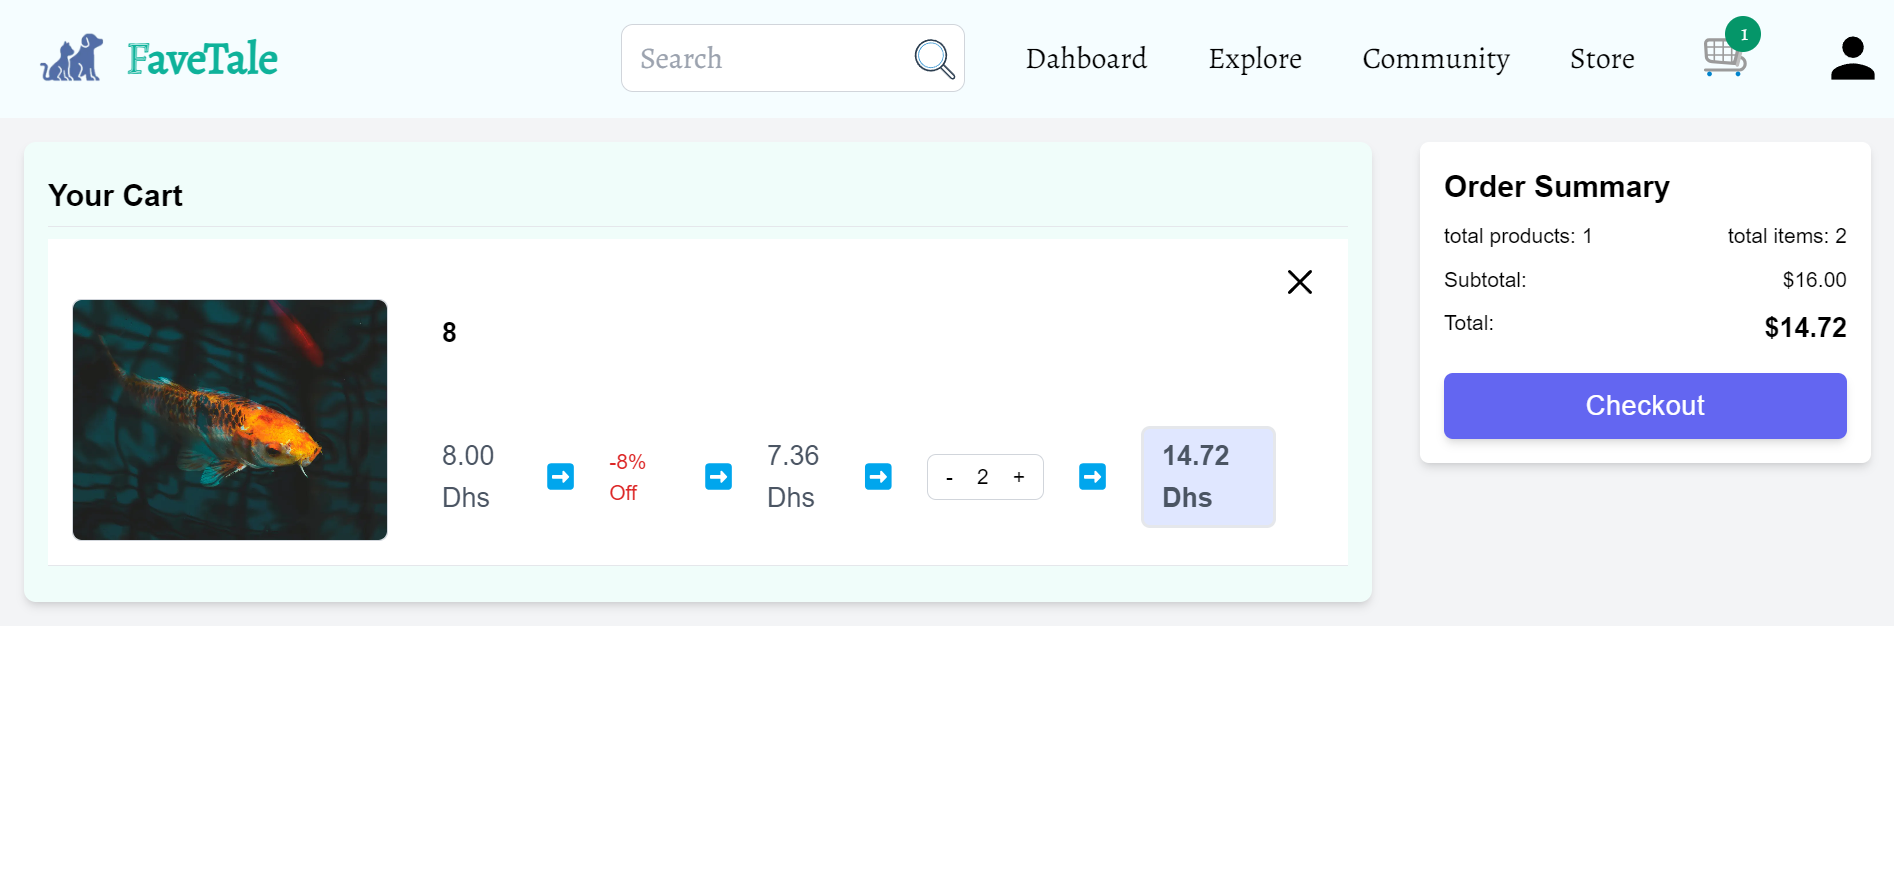 FaveTale
Search
Dahboard
Explore
Community
Store
1
Your Cart
8
8.00
Dhs
-8%
Off
7.36
Dhs
- 2 +
14.72
Dhs
Order Summary
total products: 1 total items: 2
Subtotal: $16.00
Total: $14.72
Checkout